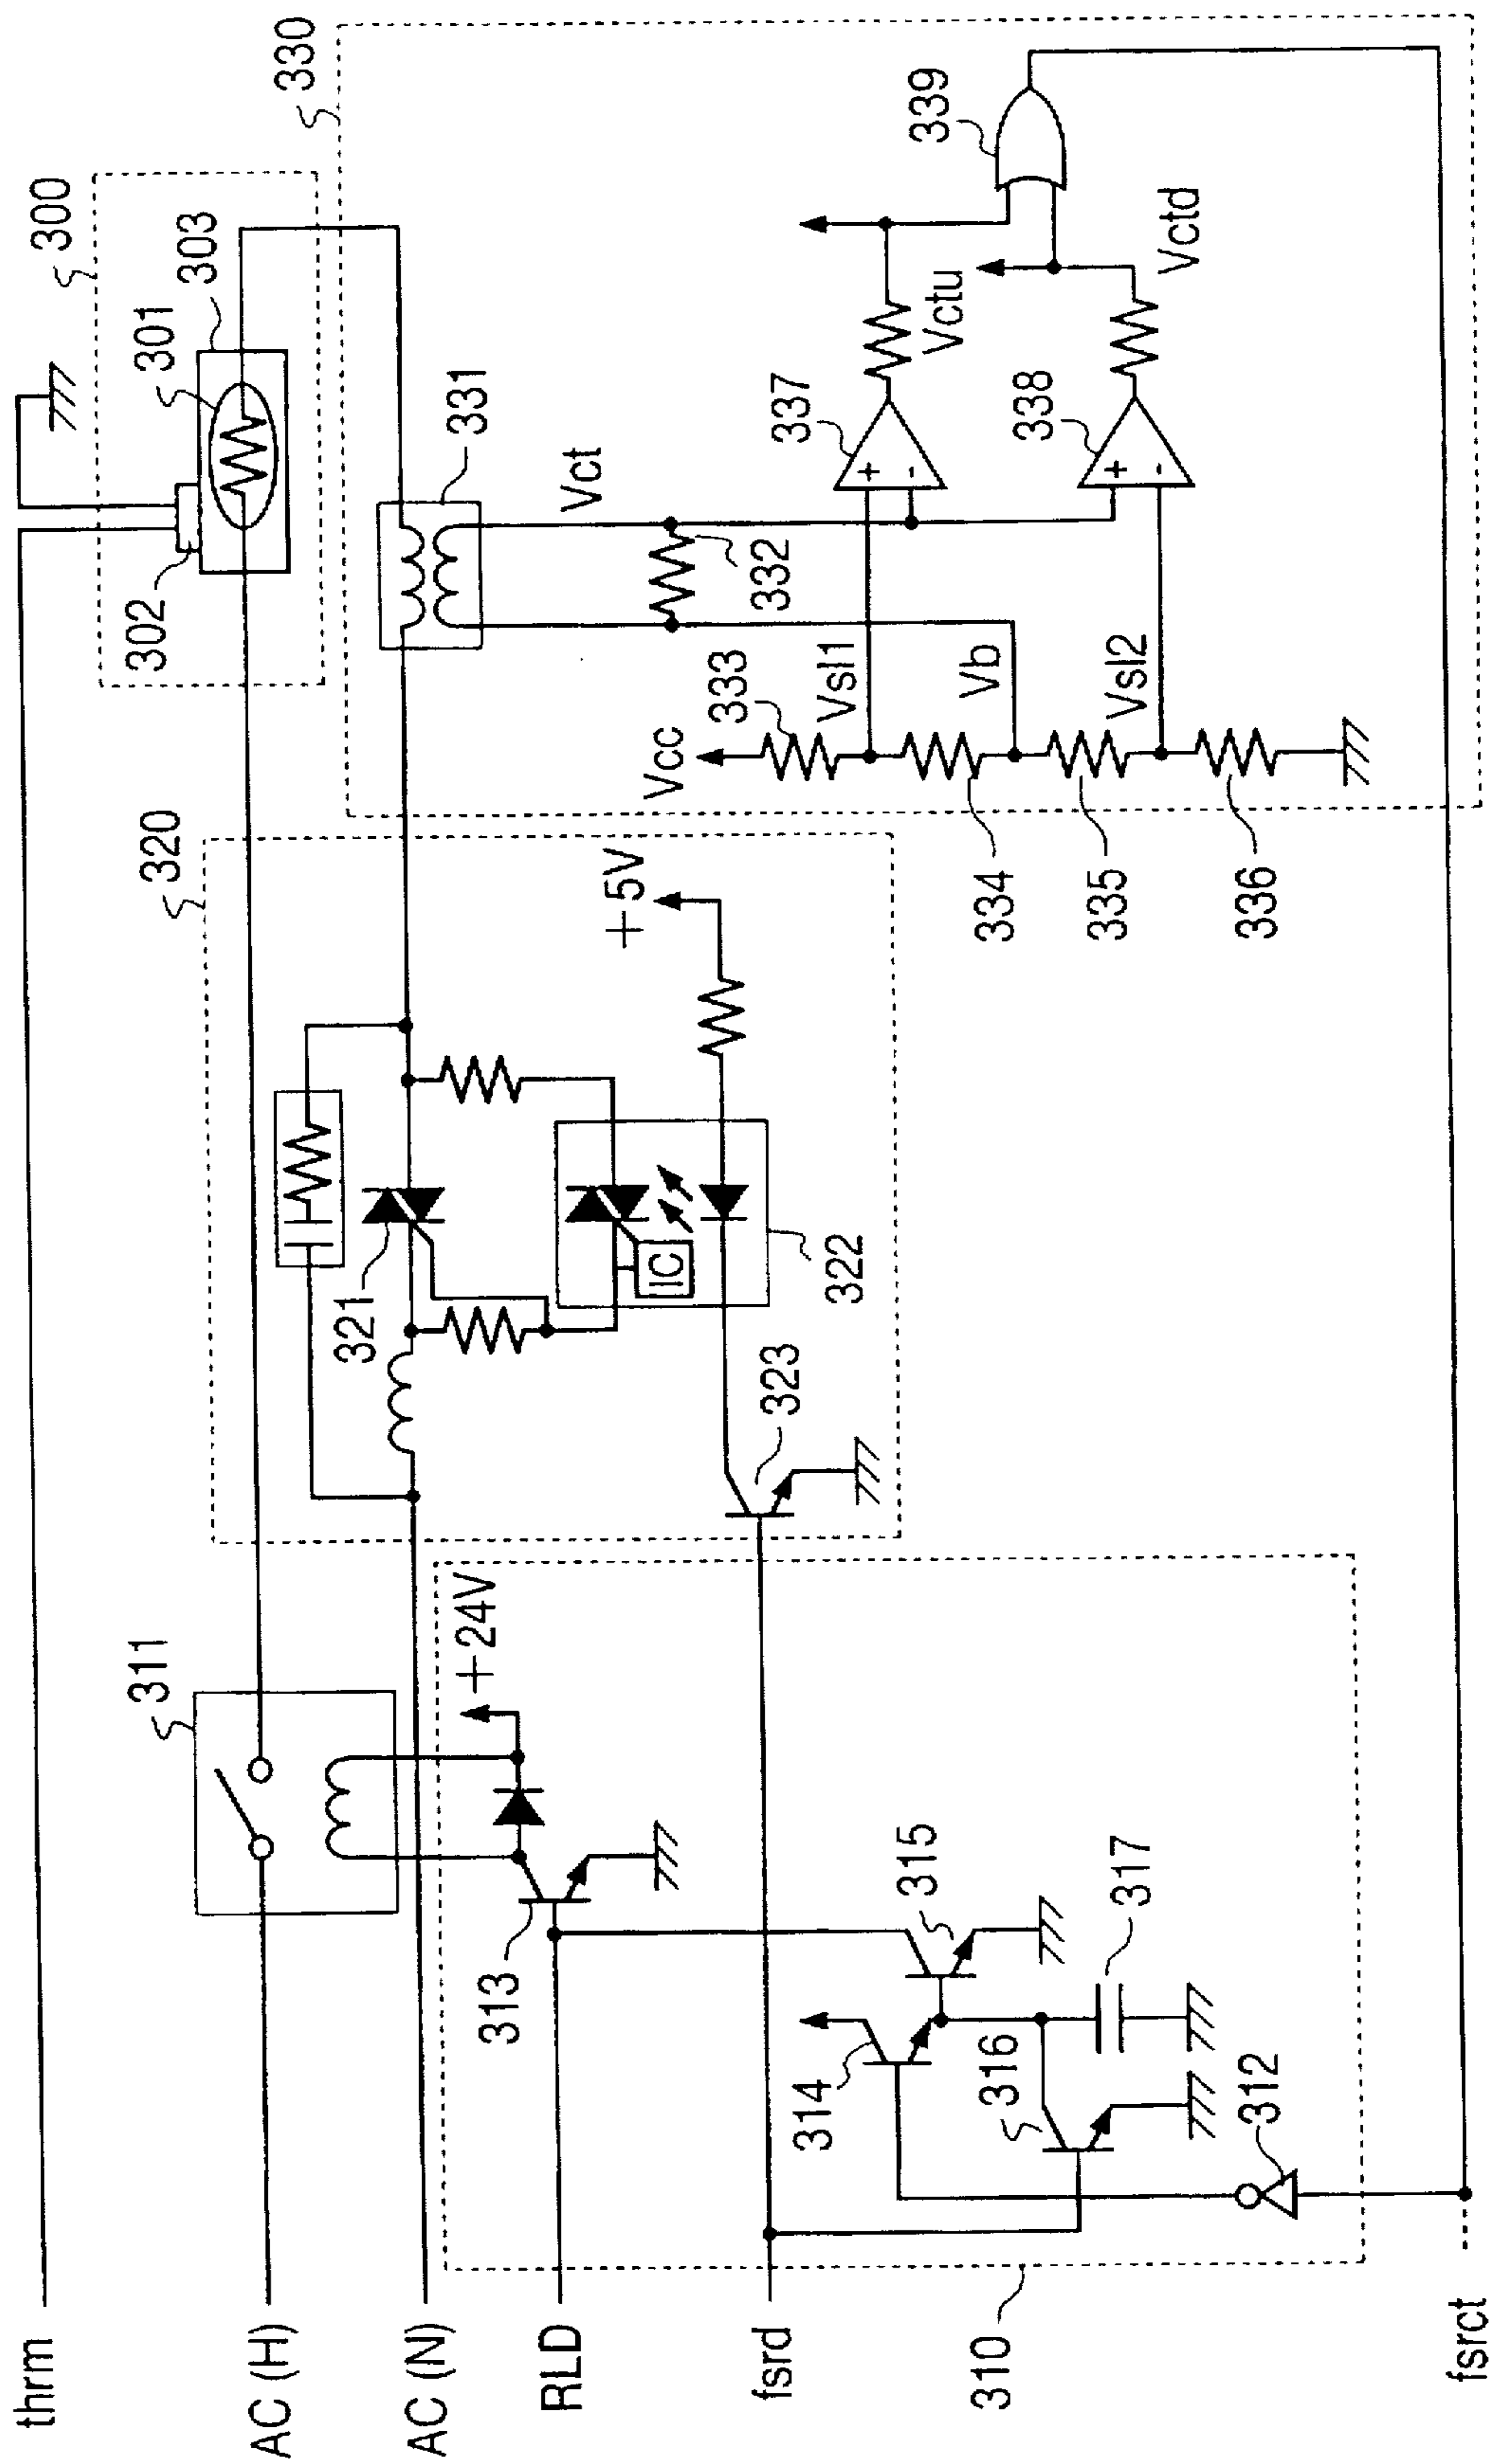 thrm
AC (H)
AC (N)
RLD
fsrd
310
fsrct
311
+24V
313
314
315
316
317
312
320
321
322
IC
323
+5V
300
301
302
303
330
331
Vct
332
Vcc
333
Vsl1
334
Vb
335
Vsl2
336
337
+
-
338
+
-
Vctu
Vctd
339